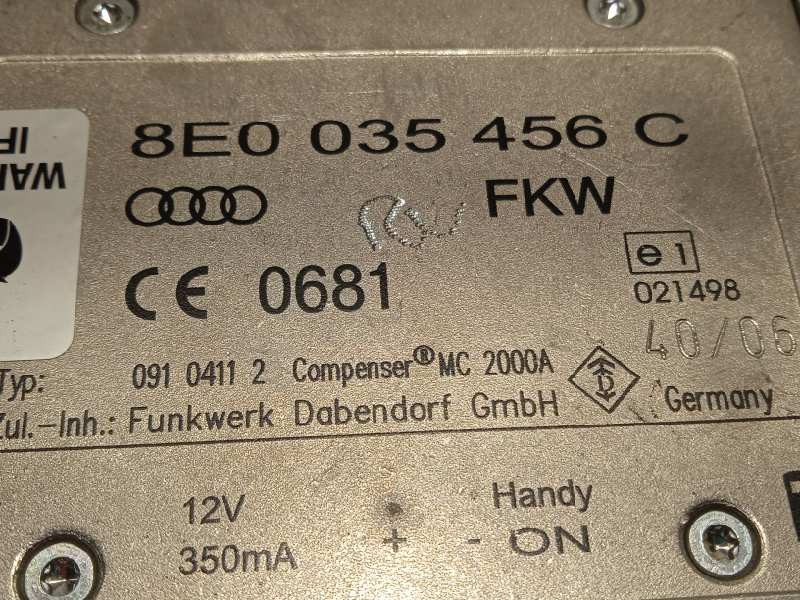 8E0 035 456 C
FKW
CE 0681
e1
021498
40/06
Typ: 091 0411 2 Compenser® MC 2000A
Zul.-Inh.: Funkwerk Dabendorf GmbH Germany
12V
350mA
+ -
Handy
ON